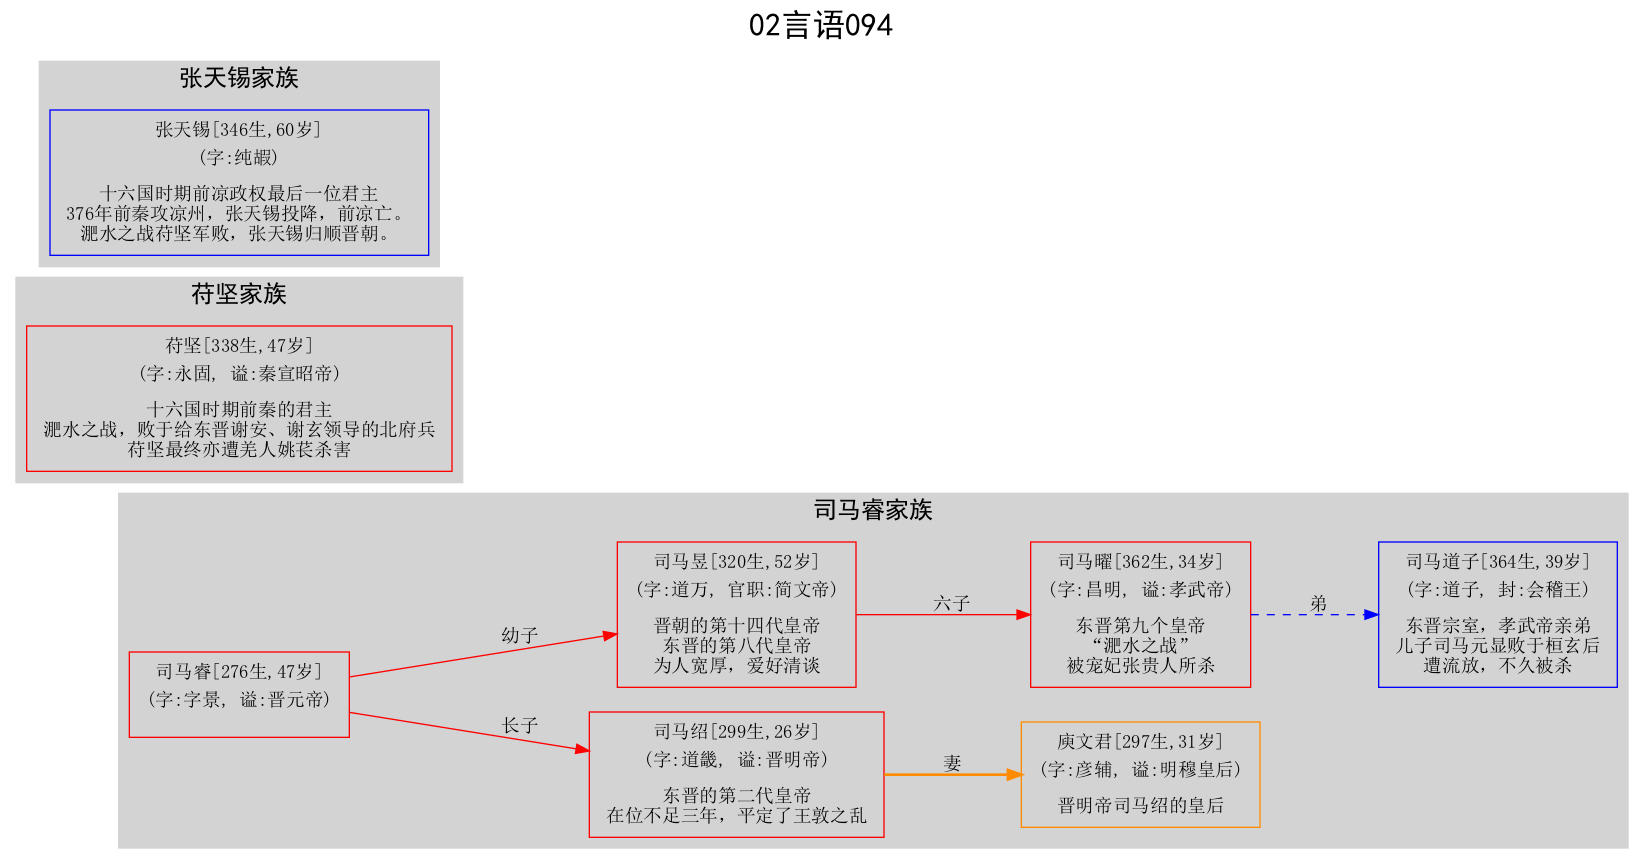 02言语094
张天锡家族
张天锡[346生,60岁]
(字:纯嘏)
十六国时期前凉政权最后一位君主
376年前秦攻凉州，张天锡投降，前凉亡。
淝水之战苻坚军败，张天锡归顺晋朝。
苻坚家族
苻坚[338生,47岁]
(字:永固, 谥:秦宣昭帝)
十六国时期前秦的君主
淝水之战，败于给东晋谢安、谢玄领导的北府兵
苻坚最终亦遭羌人姚苌杀害
司马睿家族
司马睿[276生,47岁]
(字:字景, 谥:晋元帝)
幼子
长子
司马昱[320生,52岁]
(字:道万, 官职:简文帝)
晋朝的第十四代皇帝
东晋的第八代皇帝
为人宽厚，爱好清谈
六子
司马曜[362生,34岁]
(字:昌明, 谥:孝武帝)
东晋第九个皇帝
“淝水之战”
被宠妃张贵人所杀
弟
司马道子[364生,39岁]
(字:道子, 封:会稽王)
东晋宗室，孝武帝亲弟
儿子司马元显败于桓玄后
遭流放，不久被杀
司马绍[299生,26岁]
(字:道畿, 谥:晋明帝)
东晋的第二代皇帝
在位不足三年，平定了王敦之乱
妻
庾文君[297生,31岁]
(字:彦辅, 谥:明穆皇后)
晋明帝司马绍的皇后